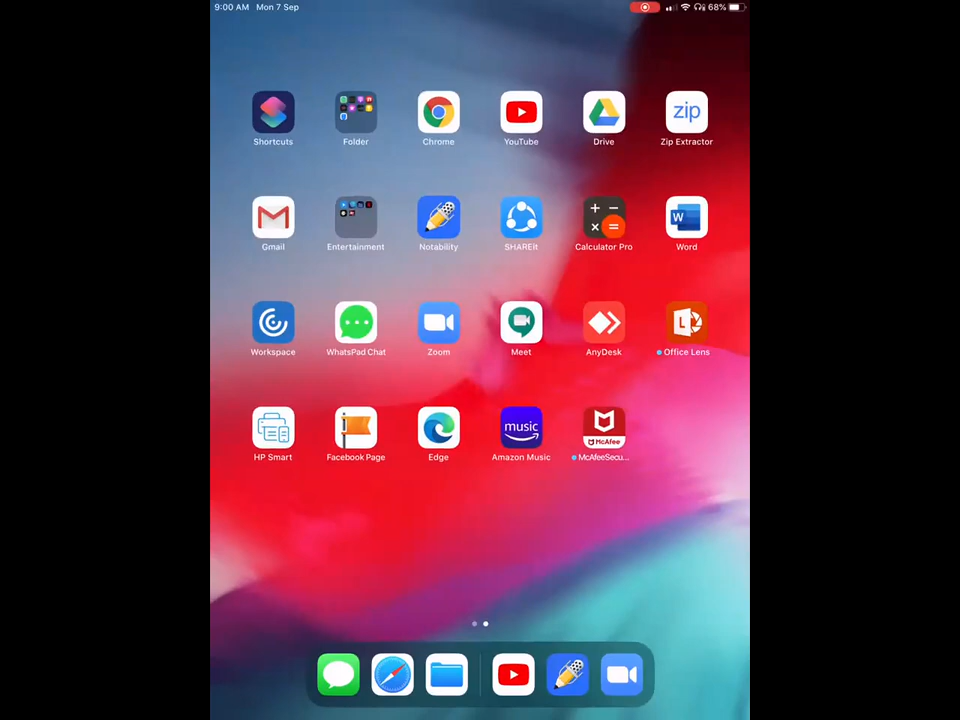 9:00 AM Mon 7 Sep 68%
Shortcuts Folder Chrome YouTube Drive Zip Extractor
zip
Gmail Entertainment Notability SHAREit Calculator Pro Word
W
Workspace WhatsPad Chat Zoom Meet AnyDesk Office Lens
L
music
McAfee
HP Smart Facebook Page Edge Amazon Music McAfeeSecu...